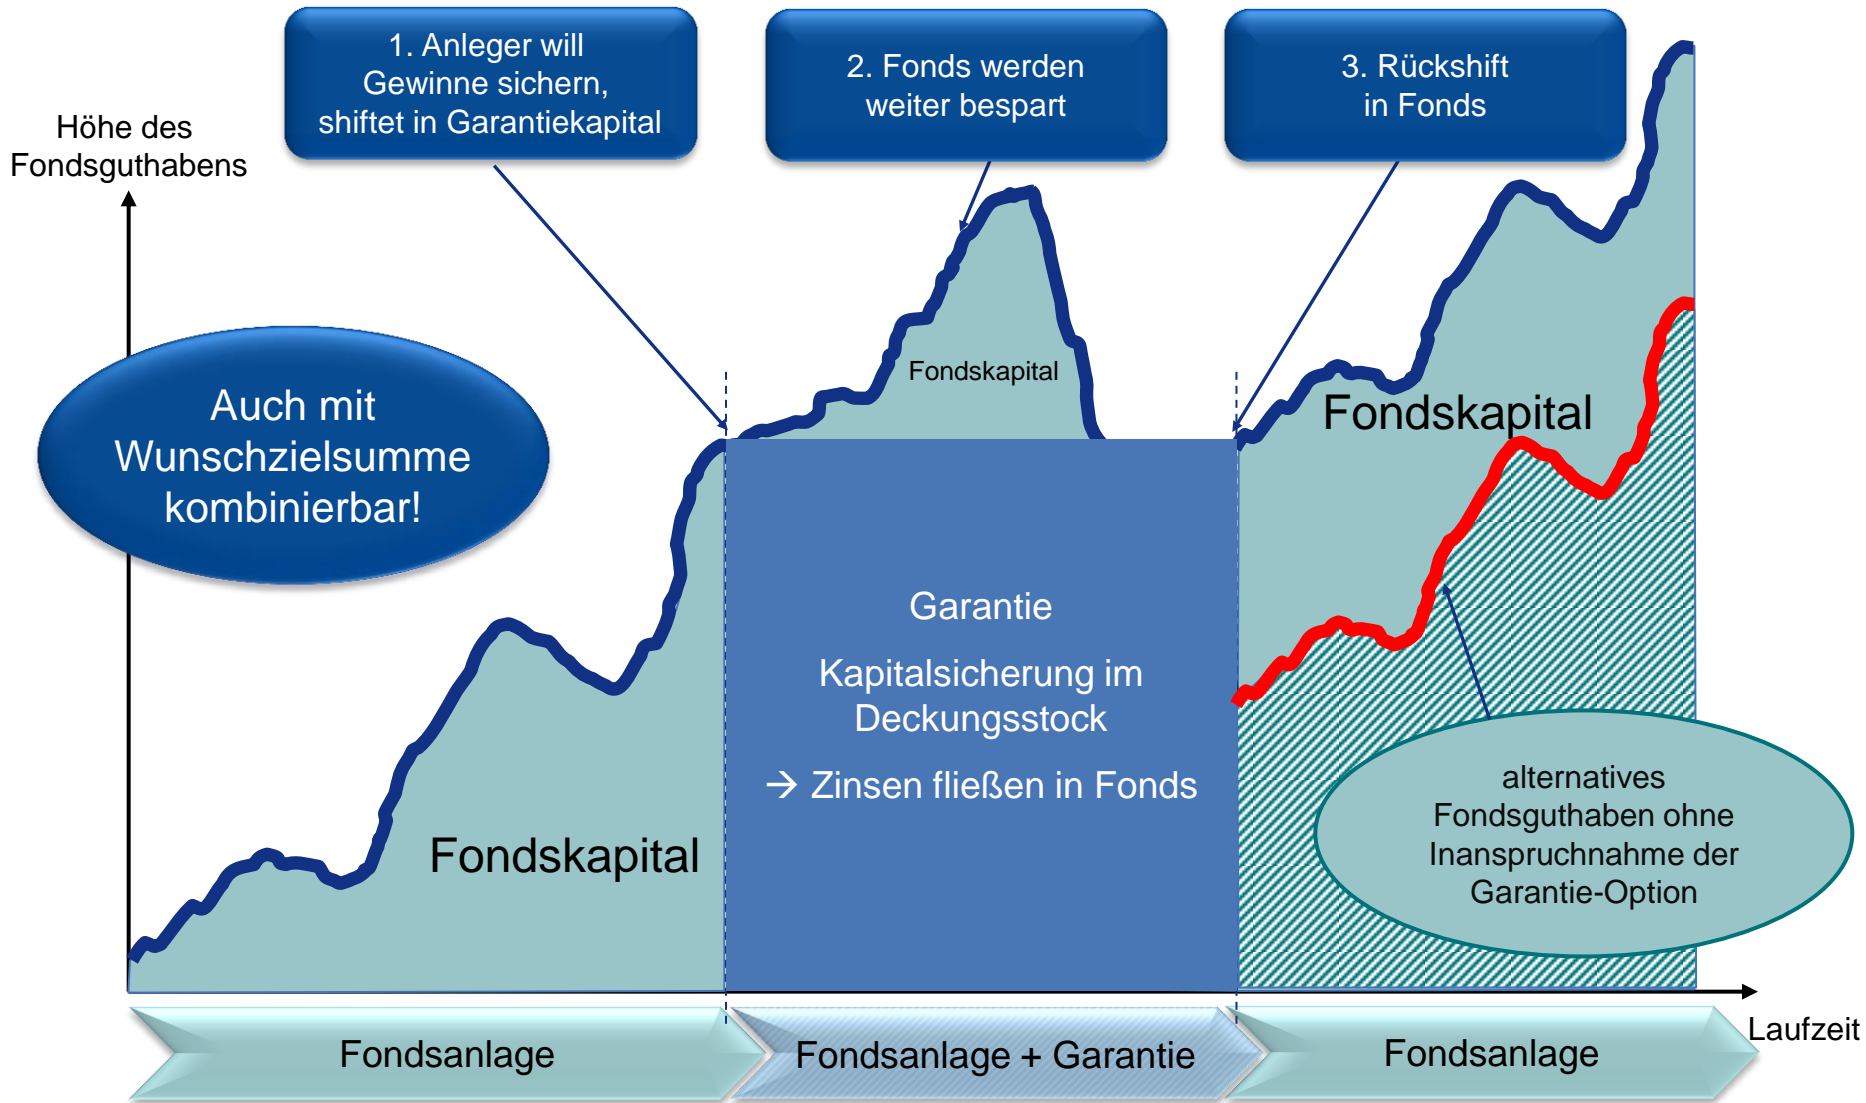 1. Anleger will
Gewinne sichern,
shiftet in Garantiekapital
2. Fonds werden
weiter bespart
3. Rückshift
in Fonds
Höhe des
Fondsguthabens
Auch mit
Wunschzielsumme
kombinierbar!
Fondskapital
Fondskapital
Fondskapital
Garantie
Kapitalsicherung im
Deckungsstock
→ Zinsen fließen in Fonds
alternatives
Fondsguthaben ohne
Inanspruchnahme der
Garantie-Option
Laufzeit
Fondsanlage
Fondsanlage + Garantie
Fondsanlage